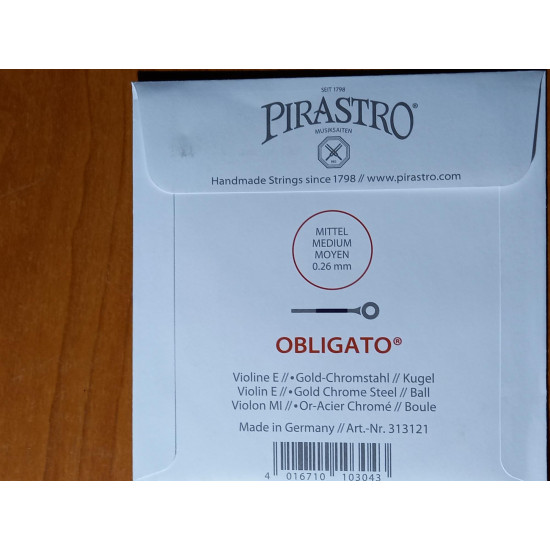 SEIT 1798
PIRASTRO®
MUSIKSAITEN
Handmade Strings since 1798 // www.pirastro.com
MITTEL
MEDIUM
MOYEN
0.26 mm
OBLIGATO®
Violine E // •Gold-Chromstahl // Kugel
Violin E // •Gold Chrome Steel // Ball
Violon MI // •Or-Acier Chromé // Boule
Made in Germany // Art.-Nr. 313121
4 016710 103043